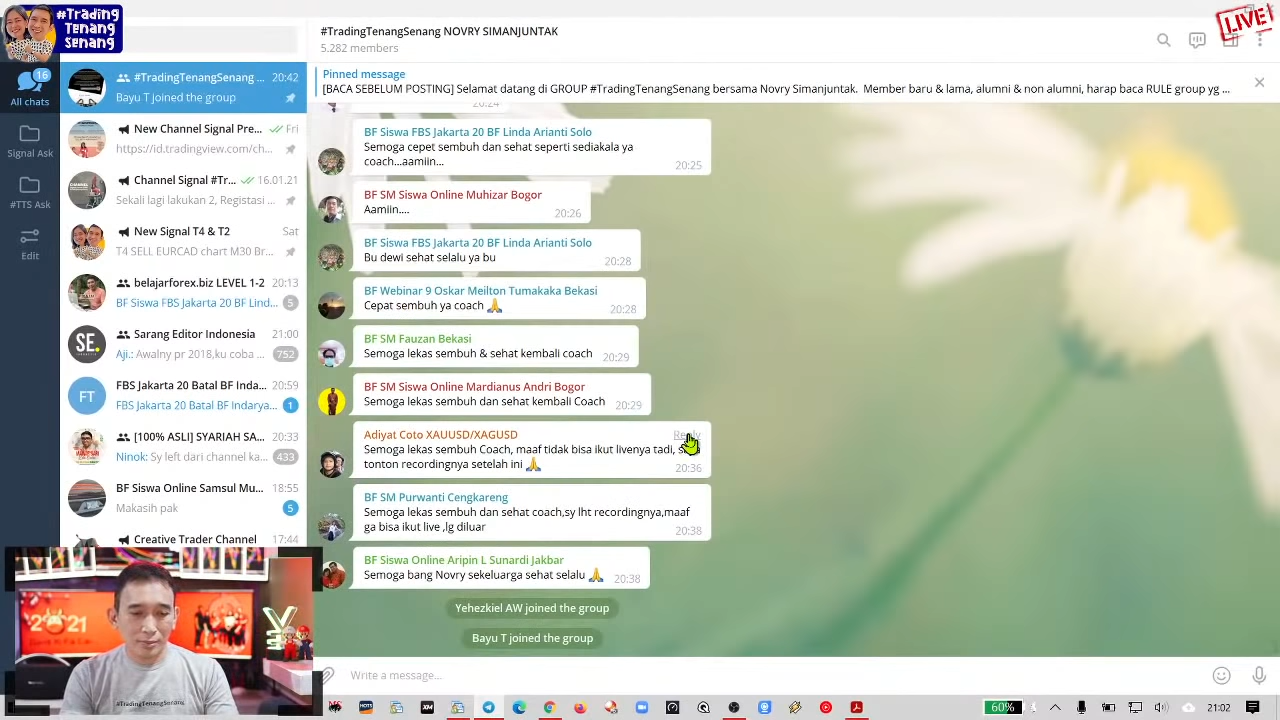 #Trading
Tenang
Senang
LIVE!
16
All chats
Signal Ask
#TTS Ask
Edit
#TradingTenangSenang ...
20:42
Bayu T joined the group
New Channel Signal Pre...
Fri
https://id.tradingview.com/ch...
Channel Signal #Tr...
16.01.21
Sekali lagi lakukan 2, Registasi ...
New Signal T4 & T2
Sat
T4 SELL EURCAD chart M30 Br...
belajarforex.biz LEVEL 1-2
20:13
BF Siswa FBS Jakarta 20 BF Lind...
5
SE.
Sarang Editor Indonesia
21:00
Aji.: Awalny pr 2018,ku coba ...
752
FT
FBS Jakarta 20 Batal BF Inda...
20:59
FBS Jakarta 20 Batal BF Indarya...
1
[100% ASLI] SYARIAH SA...
20:33
Ninok: Sy left dari channel ka...
433
BF Siswa Online Samsul Mu...
18:55
Makasih pak
5
Creative Trader Channel
17:44
#TradingTenangSenang NOVRY SIMANJUNTAK
5.282 members
Pinned message
[BACA SEBELUM POSTING] Selamat datang di GROUP #TradingTenangSenang bersama Novry Simanjuntak. Member baru & lama, alumni & non alumni, harap baca RULE group yg ...
20:24
BF Siswa FBS Jakarta 20 BF Linda Arianti Solo
Semoga cepet sembuh dan sehat seperti sediakala ya
coach...aamiin...
20:25
BF SM Siswa Online Muhizar Bogor
Aamiin....
20:26
BF Siswa FBS Jakarta 20 BF Linda Arianti Solo
Bu dewi sehat selalu ya bu
20:28
BF Webinar 9 Oskar Meilton Tumakaka Bekasi
Cepat sembuh ya coach 🙏
20:28
BF SM Fauzan Bekasi
Semoga lekas sembuh & sehat kembali coach
20:29
BF SM Siswa Online Mardianus Andri Bogor
Semoga lekas sembuh dan sehat kembali Coach
20:29
Adiyat Coto XAUUSD/XAGUSD
Reply
Semoga lekas sembuh Coach, maaf tidak bisa ikut livenya tadi,
tonton recordingnya setelah ini 🙏
20:36
BF SM Purwanti Cengkareng
Semoga lekas sembuh dan sehat coach,sy lht recordingnya,maaf
ga bisa ikut live ,lg diluar
20:38
BF Siswa Online Aripin L Sunardi Jakbar
Semoga bang Novry sekeluarga sehat selalu 🙏
20:38
Yehezkiel AW joined the group
Bayu T joined the group
Write a message...
2021
#TradingTenangSenang
60%
21:02